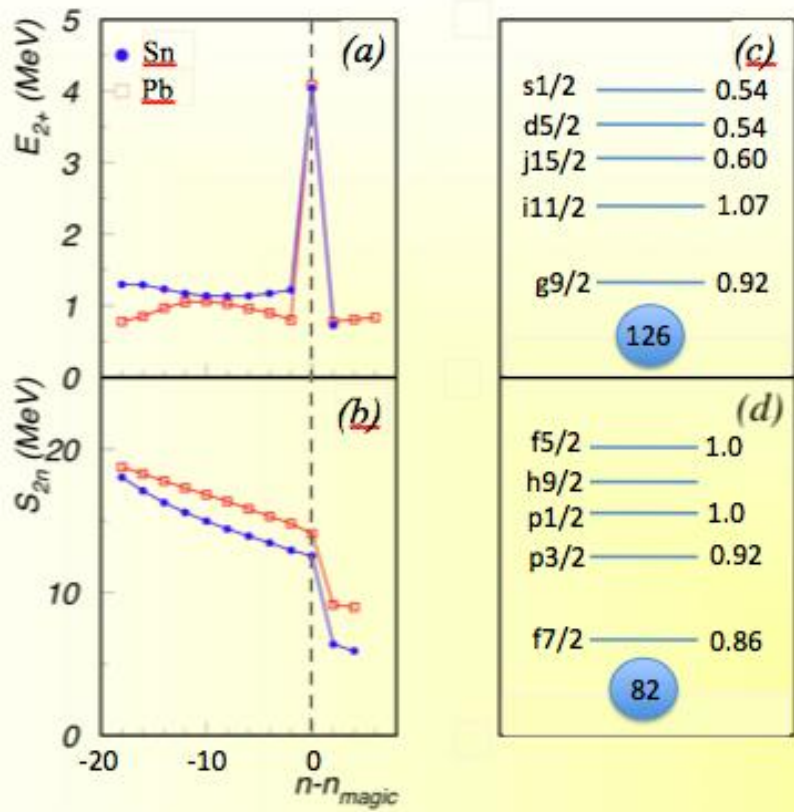 5
(a)
Sn
Pb
4
3
2
1
0
E2+ (MeV)
(b)
20
10
0
S2n (MeV)
-20
-10
0
n-nmagic
(c)
s1/2 0.54
d5/2 0.54
j15/2 0.60
i11/2 1.07
g9/2 0.92
126
(d)
f5/2 1.0
h9/2
p1/2 1.0
p3/2 0.92
f7/2 0.86
82